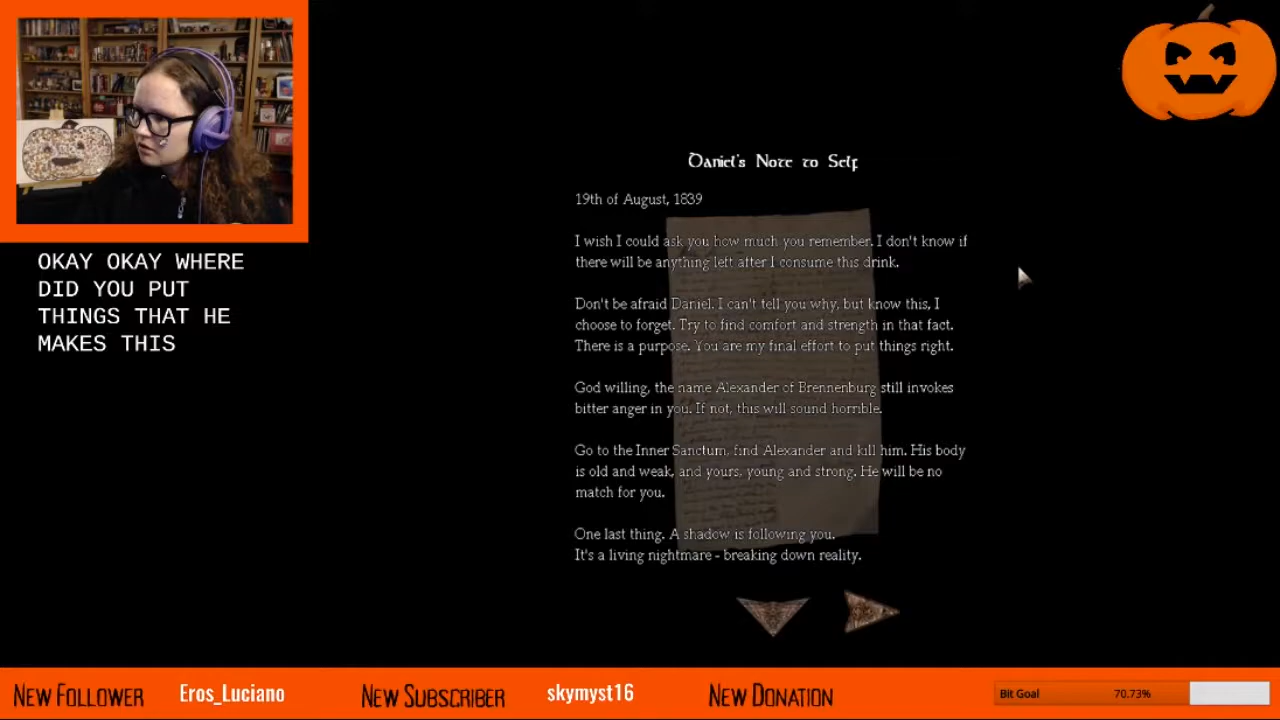 OKAY OKAY WHERE
DID YOU PUT
THINGS THAT HE
MAKES THIS
Daniel's Note to Self
19th of August, 1839
I wish I could ask you how much you remember. I don't know if
there will be anything left after I consume this drink.
Don't be afraid Daniel. I can't tell you why, but know this, I
choose to forget. Try to find comfort and strength in that fact.
There is a purpose. You are my final effort to put things right.
God willing, the name Alexander of Brennenburg still invokes
bitter anger in you. If not, this will sound horrible.
Go to the Inner Sanctum, find Alexander and kill him. His body
is old and weak, and yours, young and strong. He will be no
match for you.
One last thing. A shadow is following you.
It's a living nightmare - breaking down reality.
NEW FOLLOWER Eros_Luciano NEW SUBSCRIBER skymyst16 NEW DONATION Bit Goal 70.73%